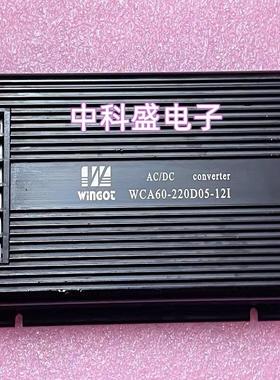 中科盛电子
AC/DC converter
WINGOT
WCA60-220D05-12I